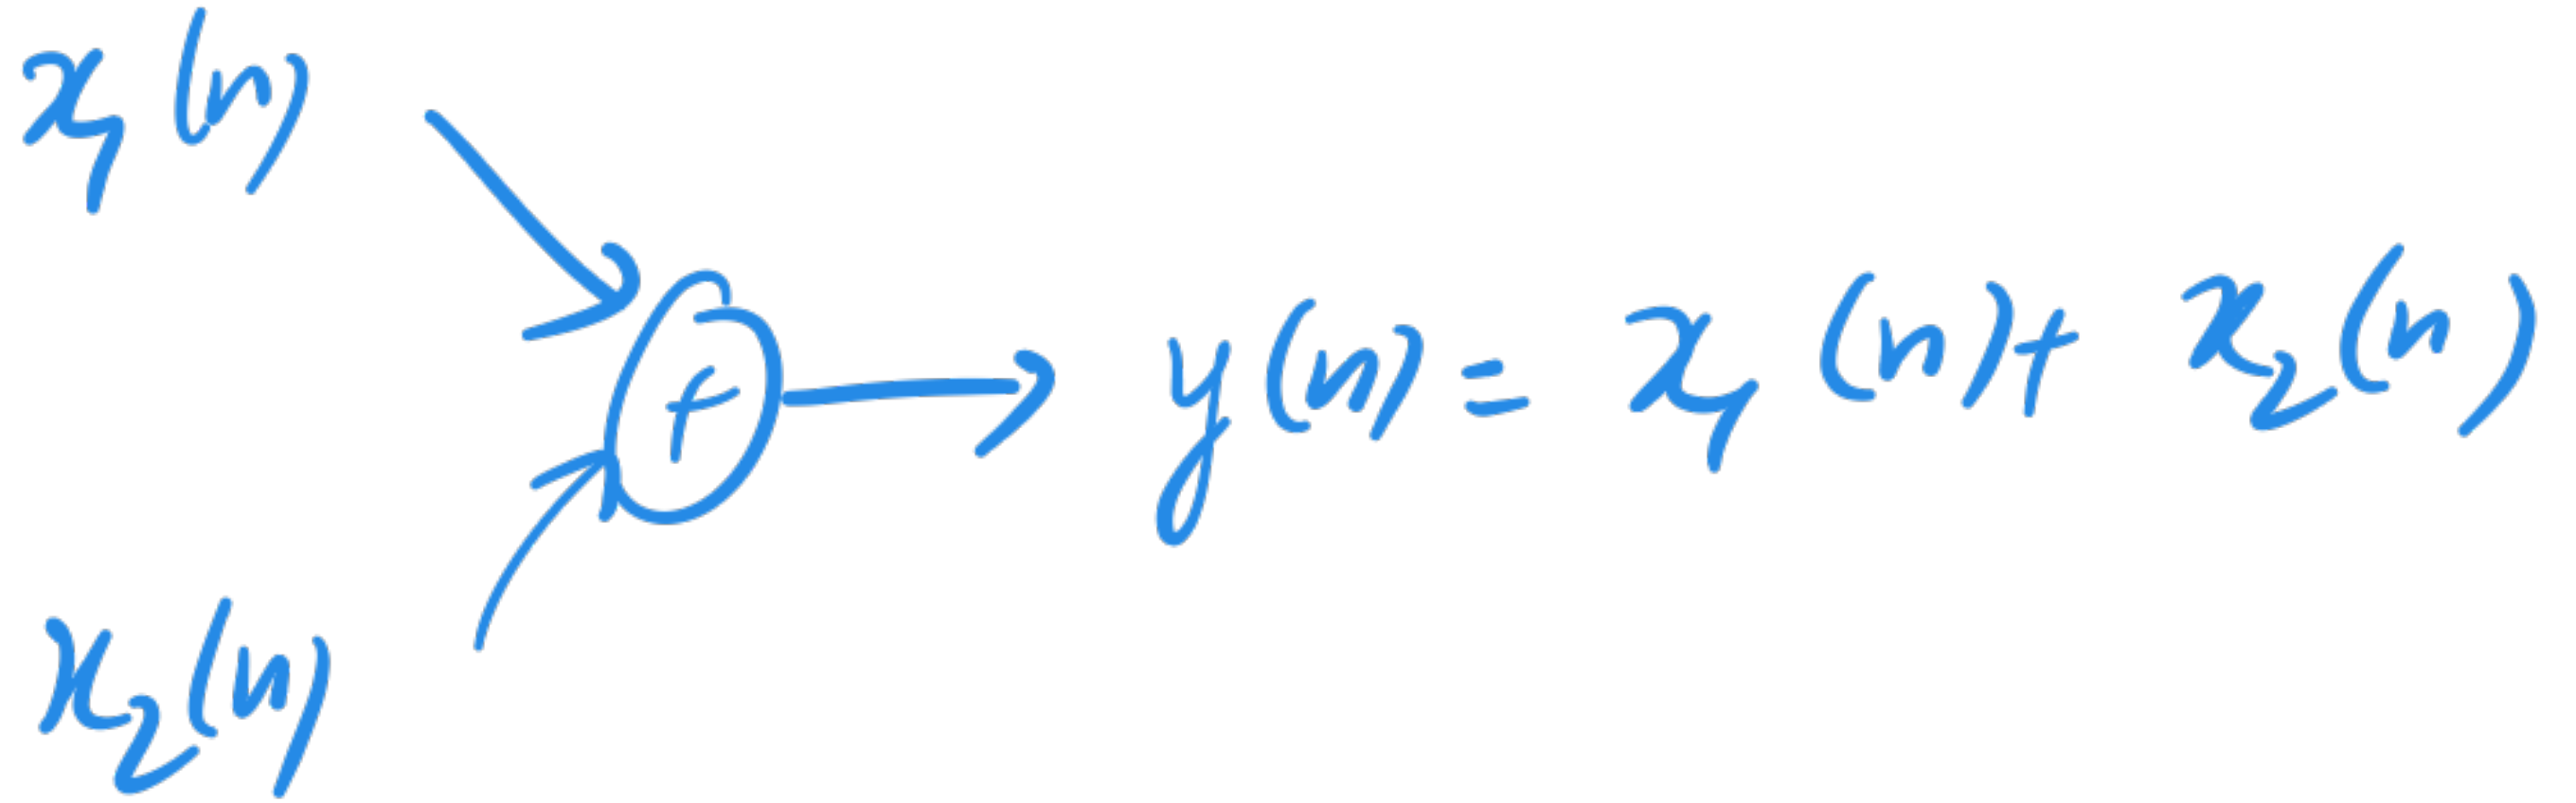 x₁(n)
+
y(n) = x₁(n) + x₂(n)
x₂(n)